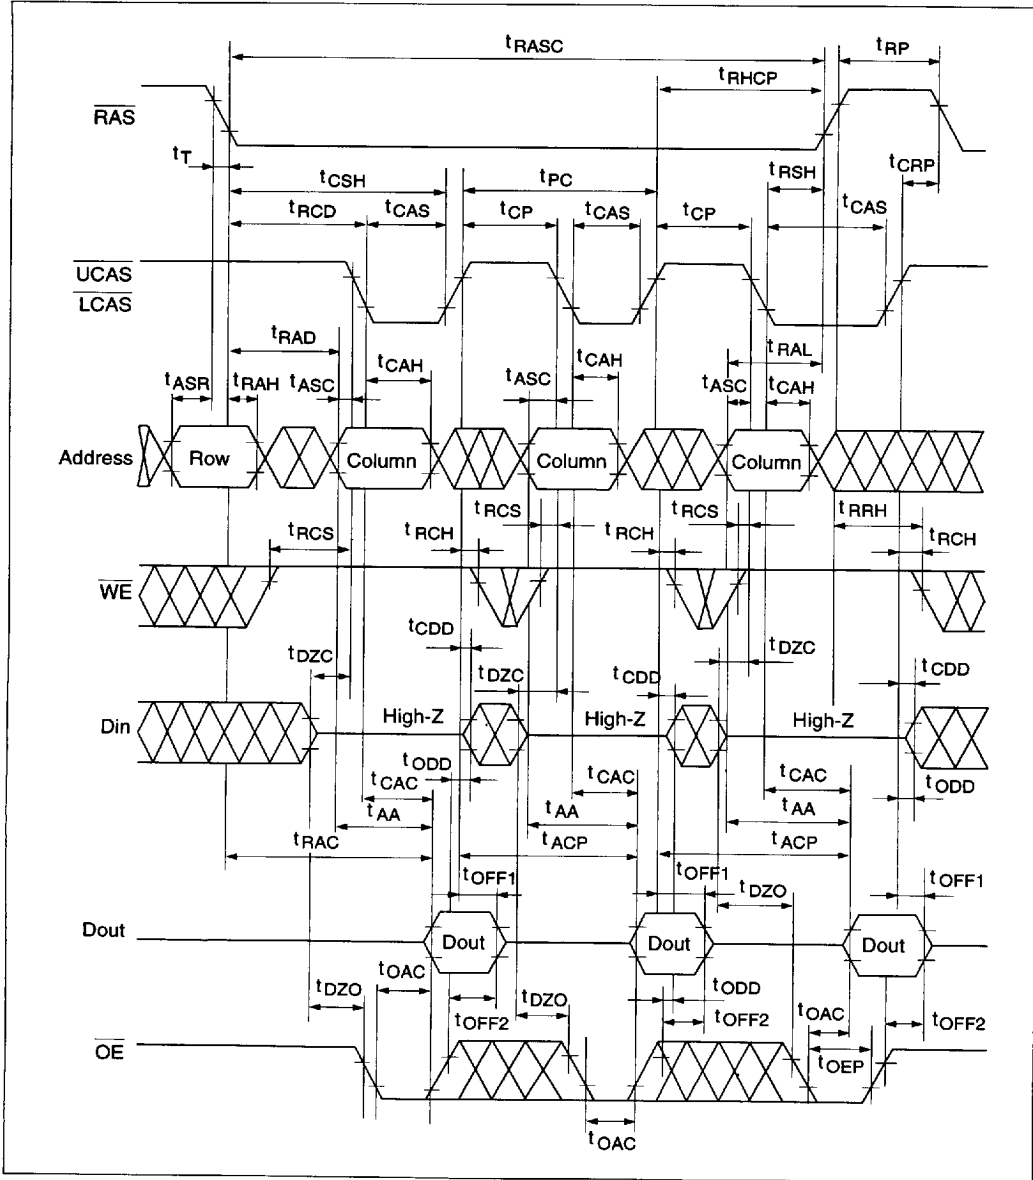 tRASC tRP
tRHCP
RAS
tT tCSH tPC tRSH tCRP
tRCD tCAS tCP tCAS tCP tCAS
UCAS
LCAS
tRAD tRAL
tCAH tCAH
tASR tRAH tASC tASC tASC tCAH
Address Row Column Column Column
tRCS tRCS tRRH
tRCS tRCH tRCH tRCH
WE
tCDD tDZC
tDZC tDZC tCDD tCDD
Din High-Z High-Z High-Z
tODD
tCAC tCAC tCAC tODD
tAA tAA tAA
tRAC tACP tACP
tOFF1 tOFF1 tDZO tOFF1
Dout Dout Dout Dout
tOAC tODD
tDZO tDZO tOAC
tOFF2 tOFF2 tOFF2
OE tOEP
tOAC